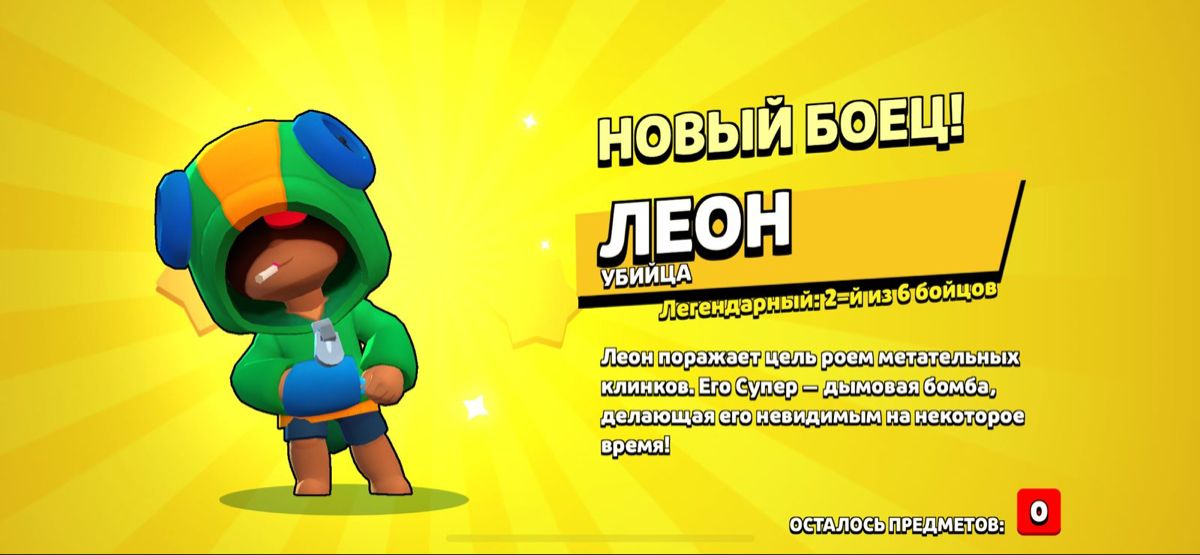 НОВЫЙ БОЕЦ!
ЛЕОН
УБИЙЦА
Легендарный: 2-й из 6 бойцов
Леон поражает цель роем метательных
клинков. Его Супер – дымовая бомба,
делающая его невидимым на некоторое
время!
ОСТАЛОСЬ ПРЕДМЕТОВ: 0